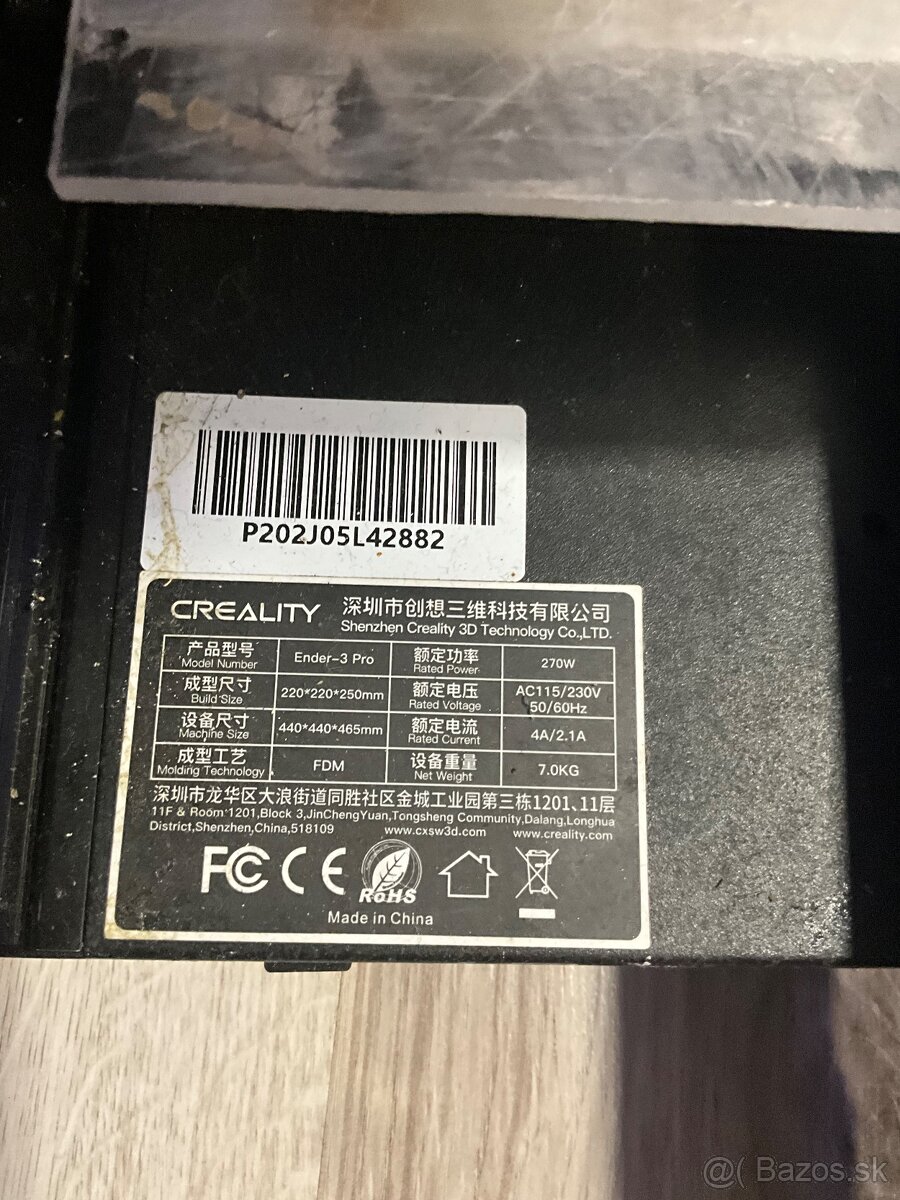 P202J05L42882
CREALITY 深圳市创想三维科技有限公司
Shenzhen Creality 3D Technology Co.,LTD.
产品型号 Model Number Ender-3 Pro 额定功率 Rated Power 270W
成型尺寸 Build Size 220*220*250mm 额定电压 Rated Voltage AC115/230V 50/60Hz
设备尺寸 Machine Size 440*440*465mm 额定电流 Rated Current 4A/2.1A
成型工艺 Molding Technology FDM 设备重量 Net Weight 7.0KG
深圳市龙华区大浪街道同胜社区金城工业园第三栋1201、11层
11F & Room 1201,Block 3,JinChengYuan,Tongsheng Community,Dalang,Longhua
District,Shenzhen,China,518109 www.cxsw3d.com www.creality.com
FC CE RoHS
Made in China
@( Bazos.sk